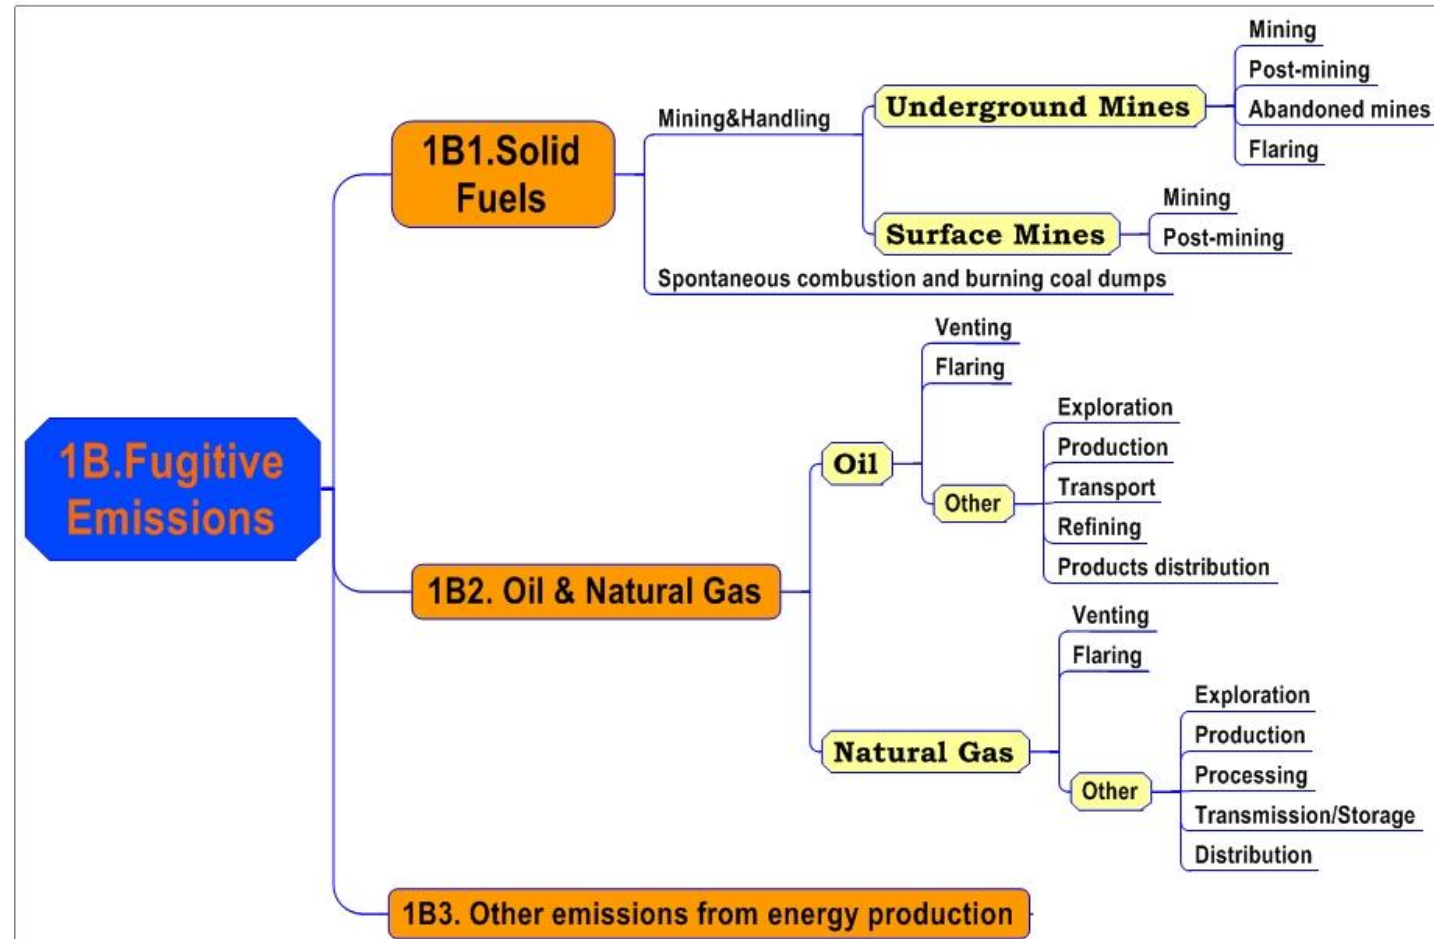 1B.Fugitive
Emissions
1B1.Solid
Fuels
Mining&Handling
Underground Mines
Mining
Post-mining
Abandoned mines
Flaring
Surface Mines
Mining
Post-mining
Spontaneous combustion and burning coal dumps
1B2. Oil & Natural Gas
Oil
Venting
Flaring
Other
Exploration
Production
Transport
Refining
Products distribution
Natural Gas
Venting
Flaring
Other
Exploration
Production
Processing
Transmission/Storage
Distribution
1B3. Other emissions from energy production